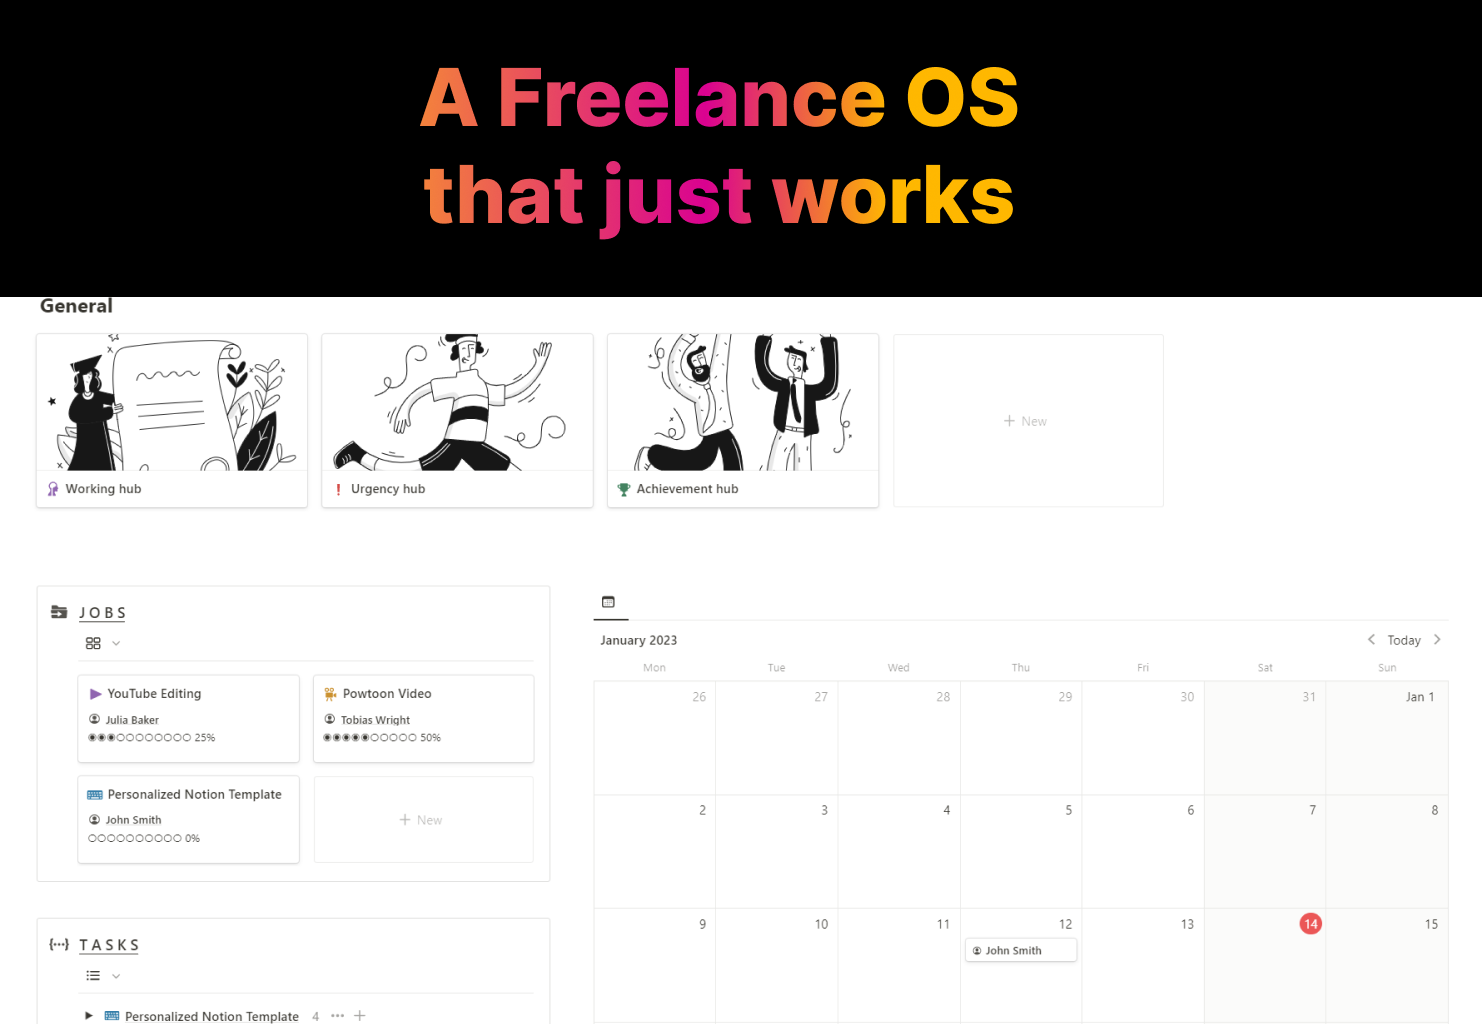 A Freelance OS
that just works
General
Working hub
Urgency hub
Achievement hub
+ New
JOBS
YouTube Editing
Julia Baker
25%
Powtoon Video
Tobias Wright
50%
Personalized Notion Template
John Smith
0%
+ New
TASKS
Personalized Notion Template 4 ••• +
January 2023
Today
Mon Tue Wed Thu Fri Sat Sun
26 27 28 29 30 31 Jan 1
2 3 4 5 6 7 8
9 10 11 12 13 14 15
John Smith